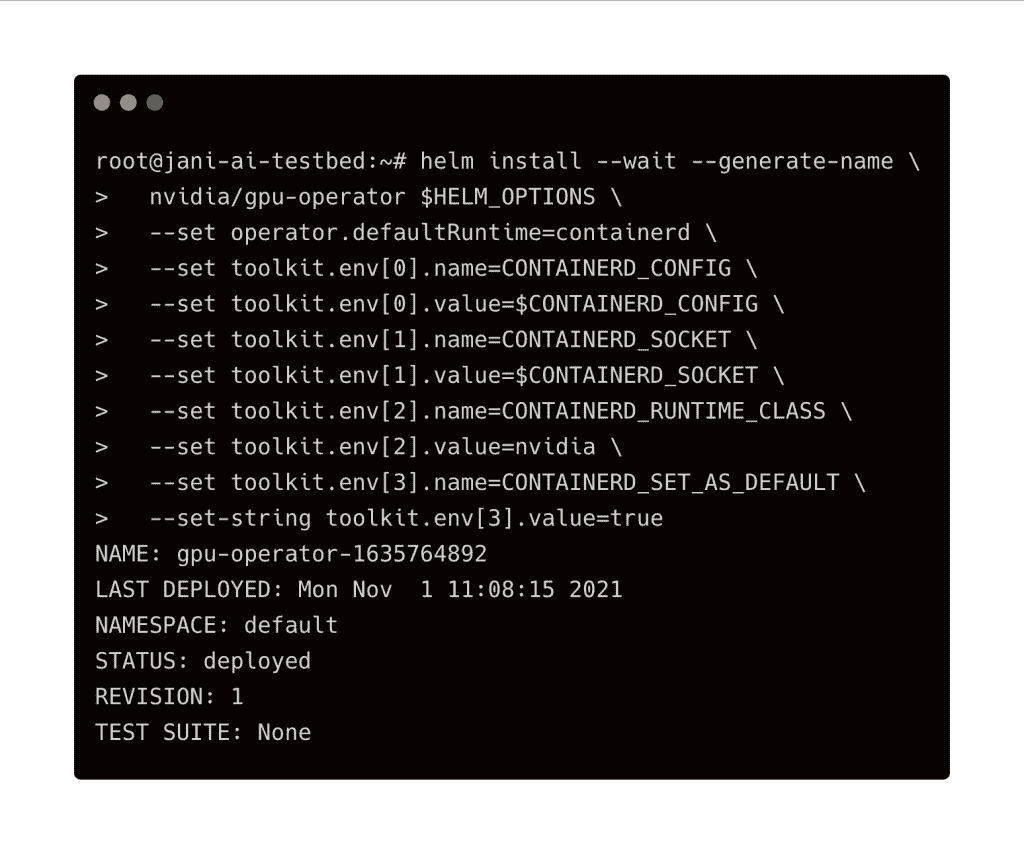 root@jani-ai-testbed:~# helm install --wait --generate-name \
>   nvidia/gpu-operator $HELM_OPTIONS \
>   --set operator.defaultRuntime=containerd \
>   --set toolkit.env[0].name=CONTAINERD_CONFIG \
>   --set toolkit.env[0].value=$CONTAINERD_CONFIG \
>   --set toolkit.env[1].name=CONTAINERD_SOCKET \
>   --set toolkit.env[1].value=$CONTAINERD_SOCKET \
>   --set toolkit.env[2].name=CONTAINERD_RUNTIME_CLASS \
>   --set toolkit.env[2].value=nvidia \
>   --set toolkit.env[3].name=CONTAINERD_SET_AS_DEFAULT \
>   --set-string toolkit.env[3].value=true
NAME: gpu-operator-1635764892
LAST DEPLOYED: Mon Nov  1 11:08:15 2021
NAMESPACE: default
STATUS: deployed
REVISION: 1
TEST SUITE: None